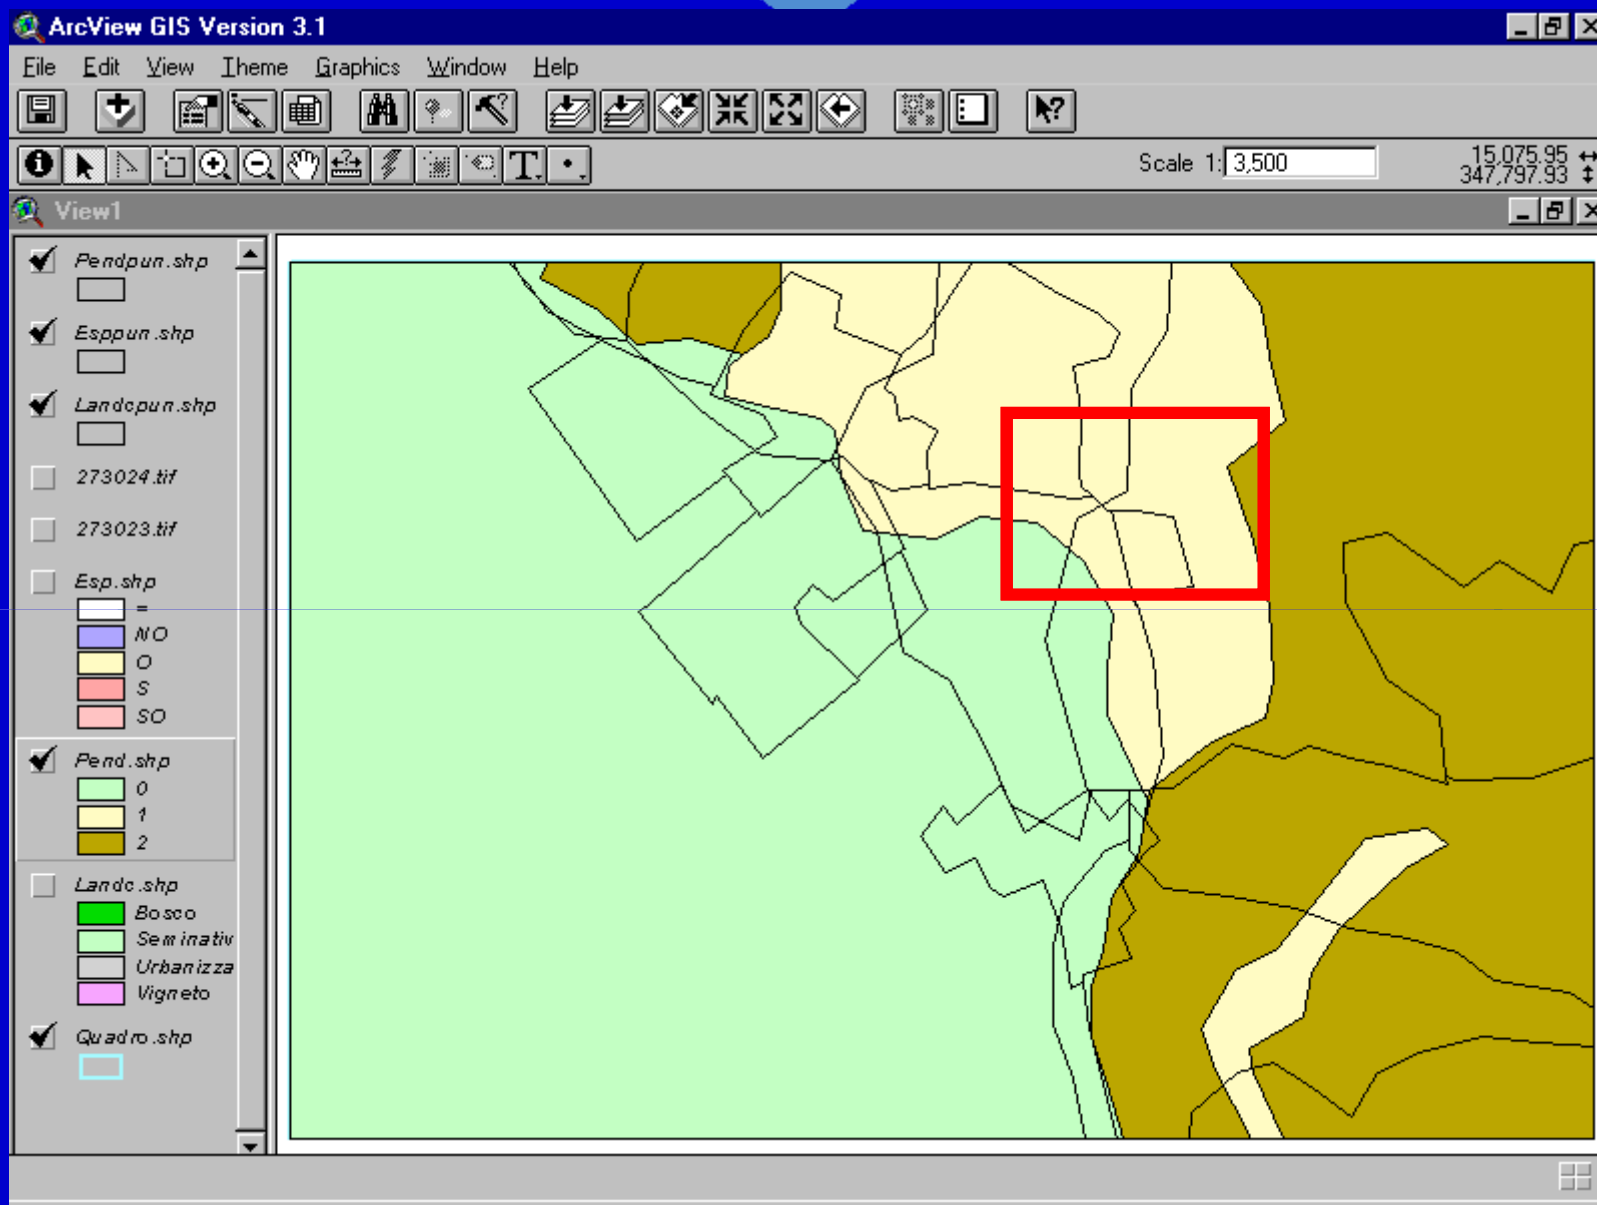 ArcView GIS Version 3.1
File Edit View Theme Graphics Window Help
Scale 1: 3,500
15,075.95
347,797.93
View1
Pendpun.shp
Esppun.shp
Landcpun.shp
273024.tif
273023.tif
Esp.shp
=
NO
O
S
SO
Pend.shp
0
1
2
Landc.shp
Bosco
Seminativ
Urbanizza
Vigneto
Quadro.shp